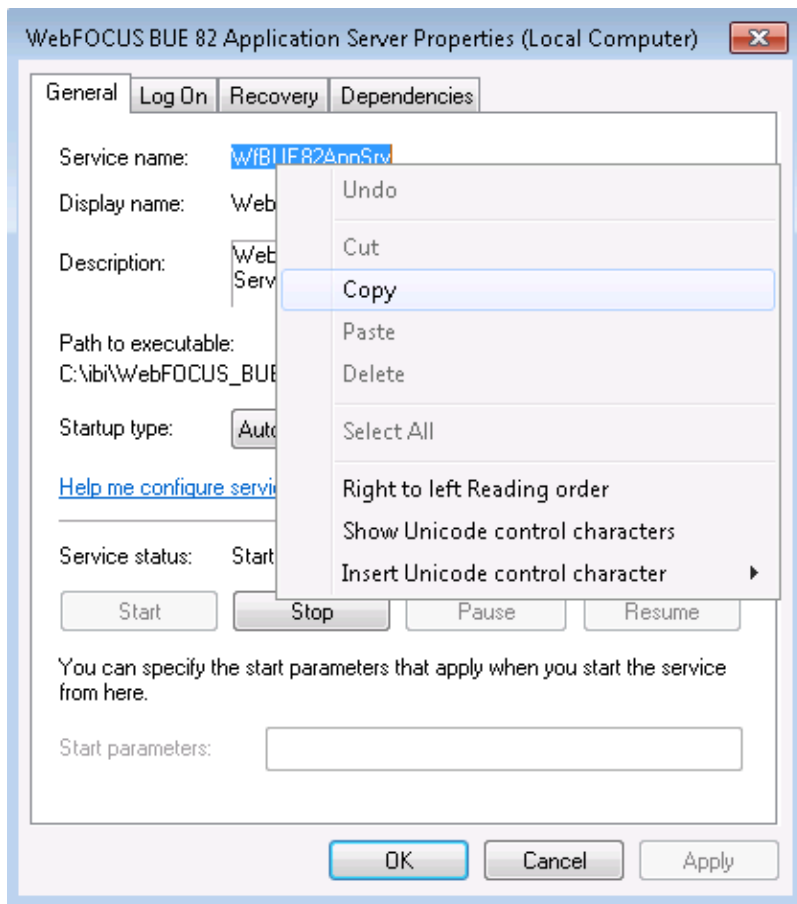 WebFOCUS BUE 82 Application Server Properties (Local Computer)
General Log On Recovery Dependencies
Service name: WfBUE82AppSrv
Display name: Web
Description: Web
Serv
Path to executable:
C:\ibi\WebFOCUS_BUE
Startup type: Auto
Help me configure servi
Service status: Start
Undo
Cut
Copy
Paste
Delete
Select All
Right to left Reading order
Show Unicode control characters
Insert Unicode control character
Start Stop Pause Resume
You can specify the start parameters that apply when you start the service
from here.
Start parameters:
OK Cancel Apply